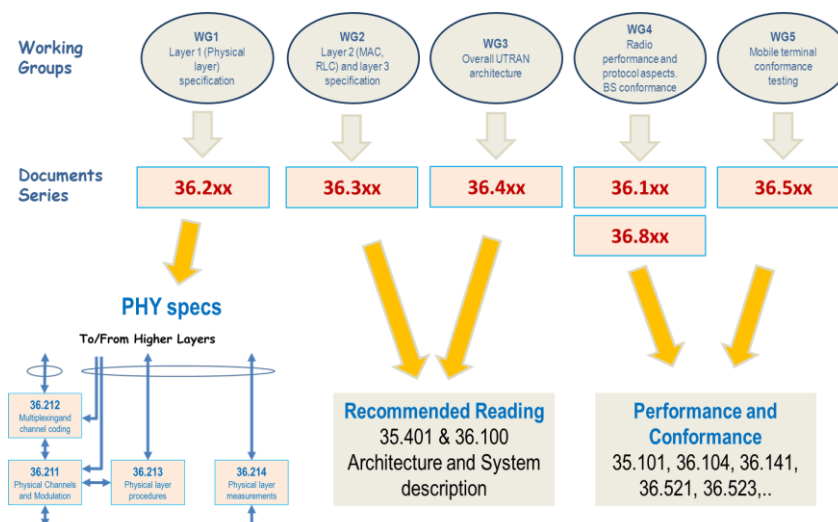 Working
Groups
WG1
Layer 1 (Physical
layer)
specification
WG2
Layer 2 (MAC,
RLC) and layer 3
specification
WG3
Overall UTRAN
architecture
WG4
Radio
performance and
protocol aspects.
BS conformance
WG5
Mobile terminal
conformance
testing
Documents
Series
36.2xx
36.3xx
36.4xx
36.1xx
36.5xx
36.8xx
PHY specs
To/From Higher Layers
36.212
Multiplexingand
channel coding
36.211
Physical Channels
and Modulation
36.213
Physical layer
procedures
36.214
Physical layer
measurements
Recommended Reading
35.401 & 36.100
Architecture and System
description
Performance and
Conformance
35.101, 36.104, 36.141,
36.521, 36.523,..